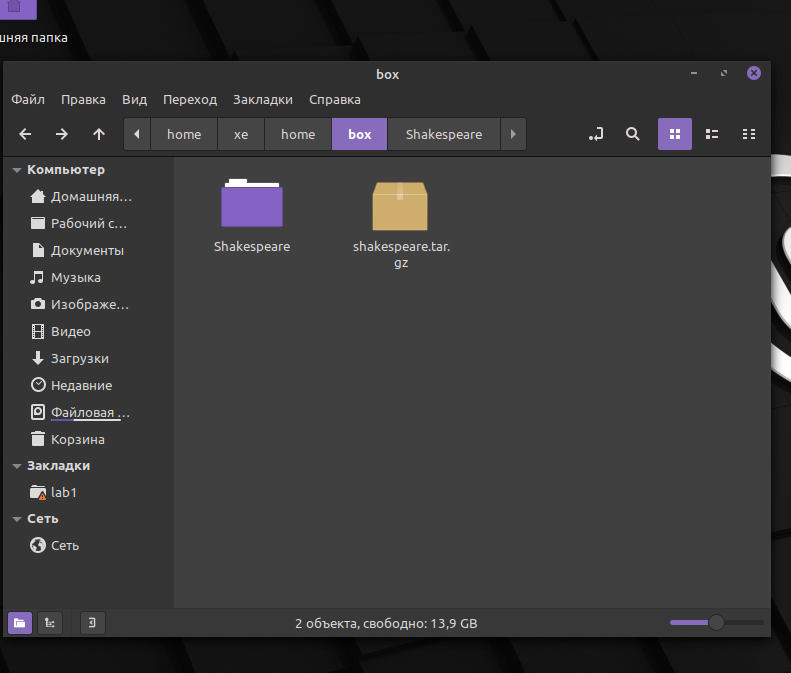 шняя папка
box
Файл Правка Вид Переход Закладки Справка
home xe home box Shakespeare
Компьютер
Домашняя...
Рабочий с...
Документы
Музыка
Изображе...
Видео
Загрузки
Недавние
Файловая ...
Корзина
Закладки
lab1
Сеть
Сеть
Shakespeare
shakespeare.tar.
gz
2 объекта, свободно: 13,9 GB